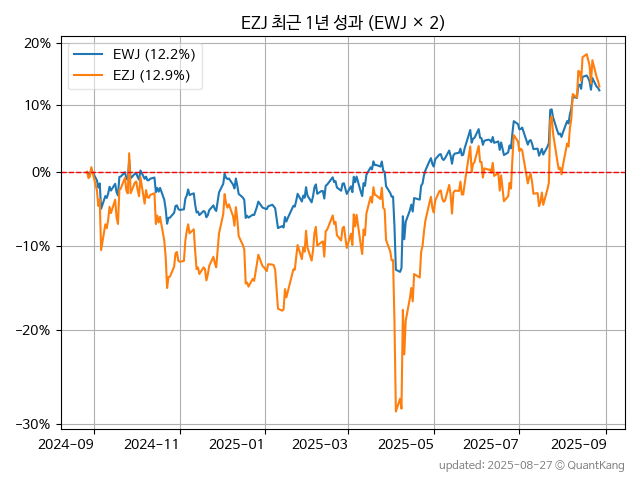 EZJ 최근 1년 성과 (EWJ × 2)
EWJ (12.2%)
EZJ (12.9%)
20%
10%
0%
−10%
−20%
−30%
2024-09 2024-11 2025-01 2025-03 2025-05 2025-07 2025-09
updated: 2025-08-27 © QuantKang